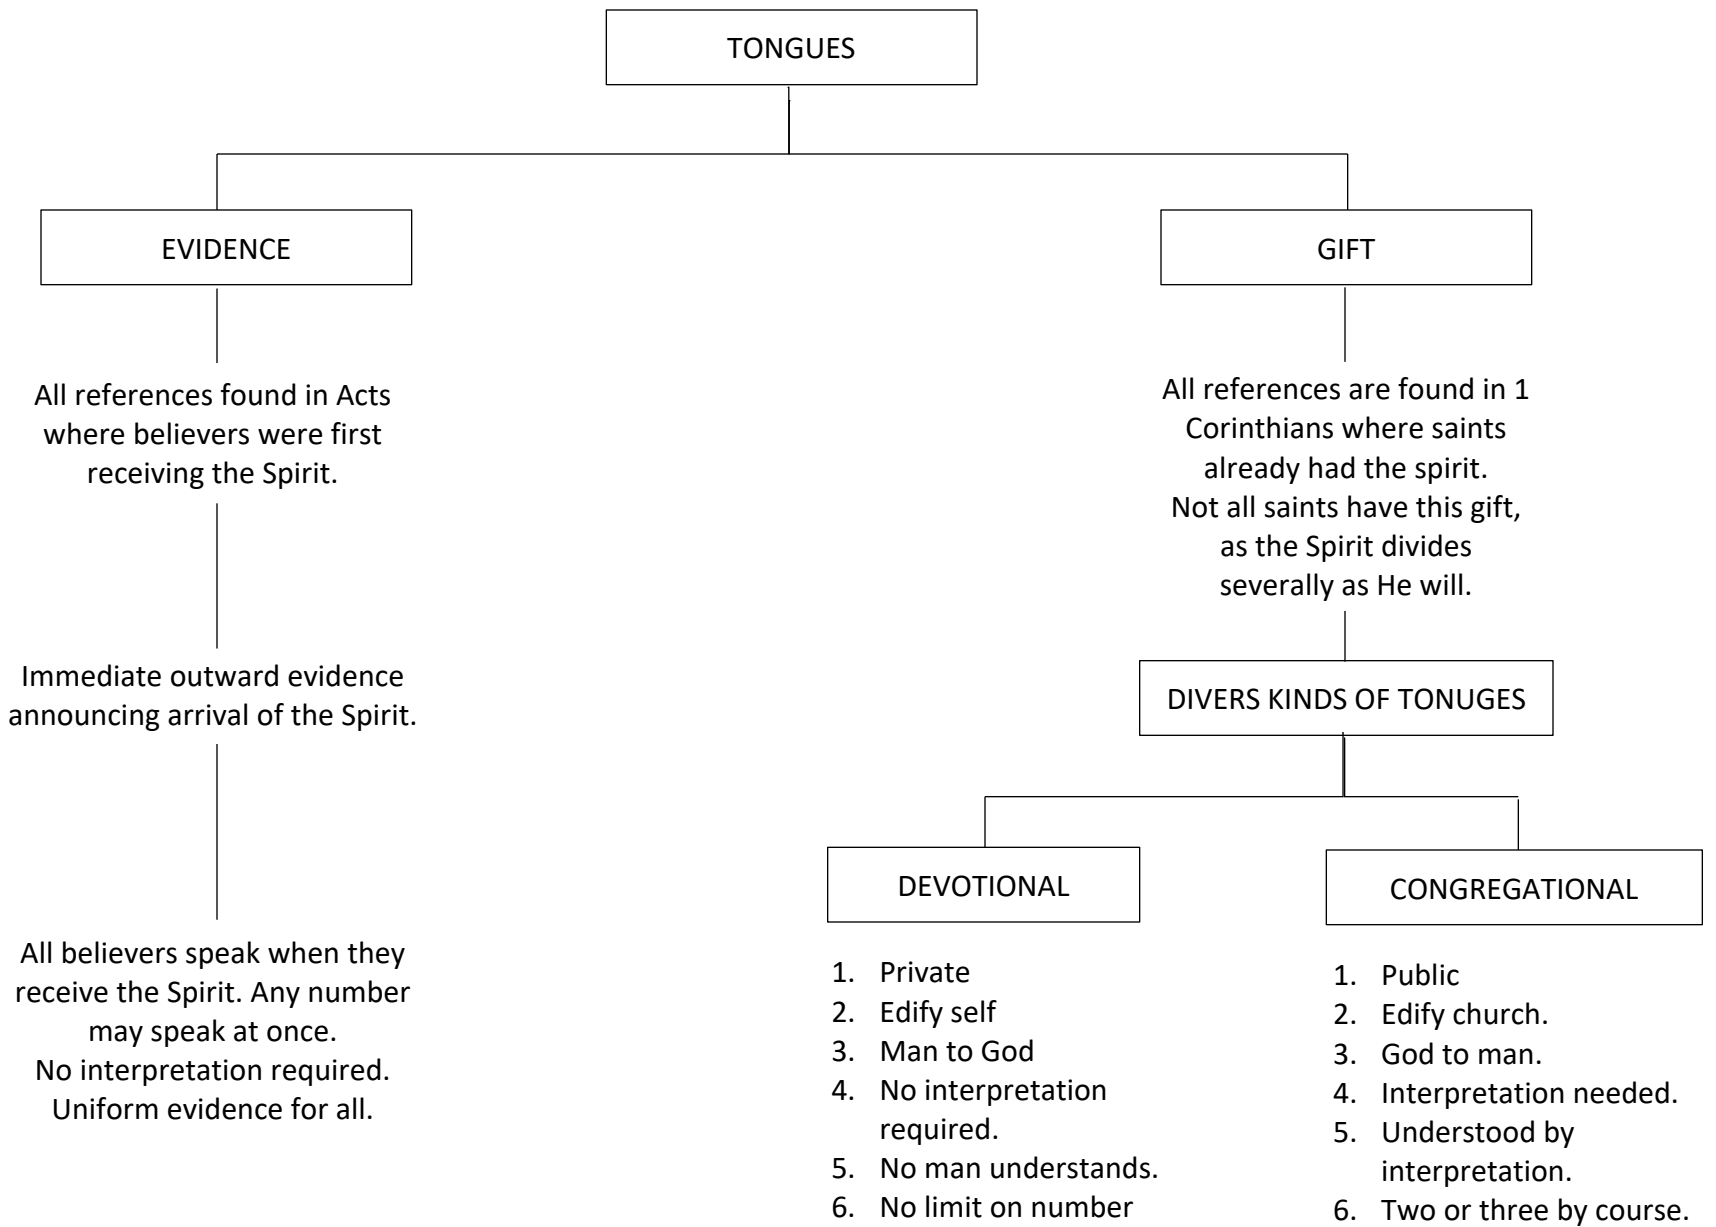 TONGUES
EVIDENCE
All references found in Acts
where believers were first
receiving the Spirit.
Immediate outward evidence
announcing arrival of the Spirit.
All believers speak when they
receive the Spirit. Any number
may speak at once.
No interpretation required.
Uniform evidence for all.
GIFT
All references are found in 1
Corinthians where saints
already had the spirit.
Not all saints have this gift,
as the Spirit divides
severally as He will.
DIVERS KINDS OF TONUGES
DEVOTIONAL
1. Private
2. Edify self
3. Man to God
4. No interpretation
required.
5. No man understands.
6. No limit on number
CONGREGATIONAL
1. Public
2. Edify church.
3. God to man.
4. Interpretation needed.
5. Understood by
interpretation.
6. Two or three by course.